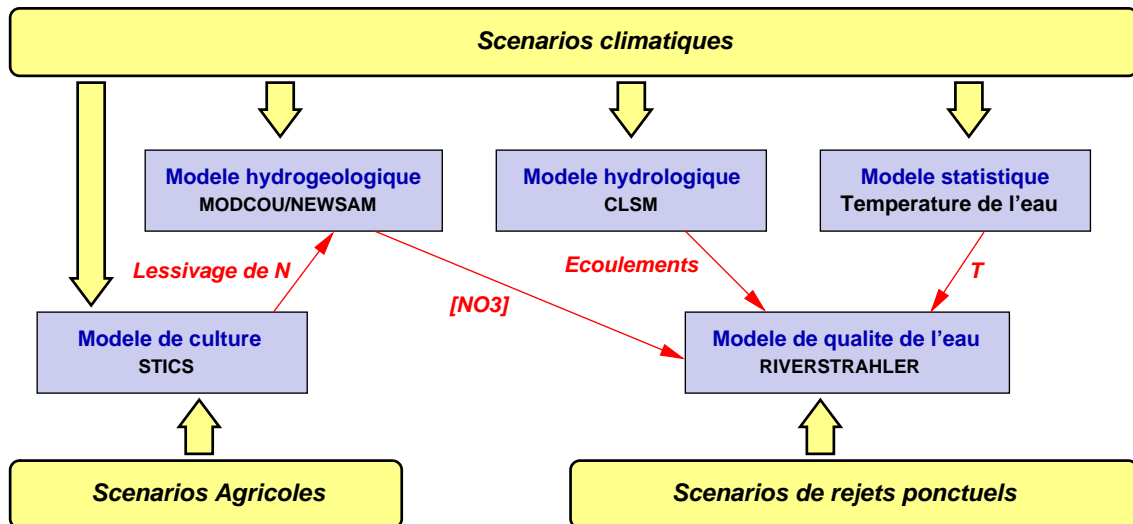 Scenarios climatiques
Modele hydrogeologique
MODCOU/NEWSAM
Modele hydrologique
CLSM
Modele statistique
Temperature de l'eau
Lessivage de N
[NO3]
Ecoulements
T
Modele de culture
STICS
Modele de qualite de l'eau
RIVERSTRAHLER
Scenarios Agricoles
Scenarios de rejets ponctuels